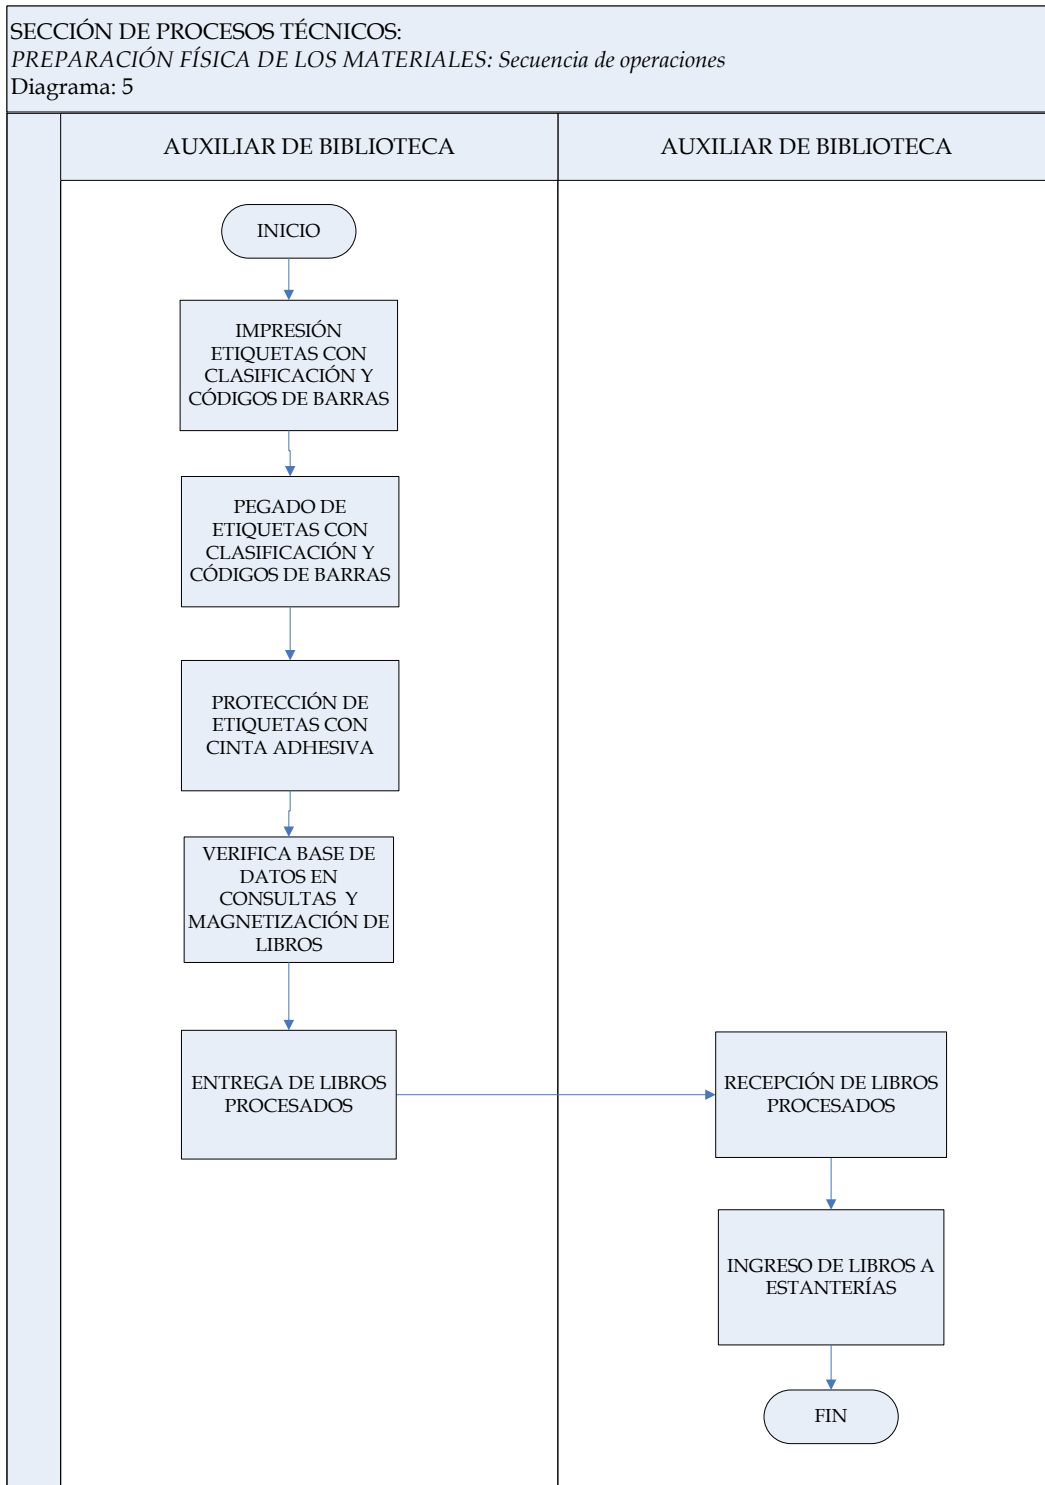 SECCIÓN DE PROCESOS TÉCNICOS:
PREPARACIÓN FÍSICA DE LOS MATERIALES: Secuencia de operaciones
Diagrama: 5
AUXILIAR DE BIBLIOTECA
AUXILIAR DE BIBLIOTECA
INICIO
IMPRESIÓN
ETIQUETAS CON
CLASIFICACIÓN Y
CÓDIGOS DE BARRAS
PEGADO DE
ETIQUETAS CON
CLASIFICACIÓN Y
CÓDIGOS DE BARRAS
PROTECCIÓN DE
ETIQUETAS CON
CINTA ADHESIVA
VERIFICA BASE DE
DATOS EN
CONSULTAS Y
MAGNETIZACIÓN DE
LIBROS
ENTREGA DE LIBROS
PROCESADOS
RECEPCIÓN DE LIBROS
PROCESADOS
INGRESO DE LIBROS A
ESTANTERÍAS
FIN